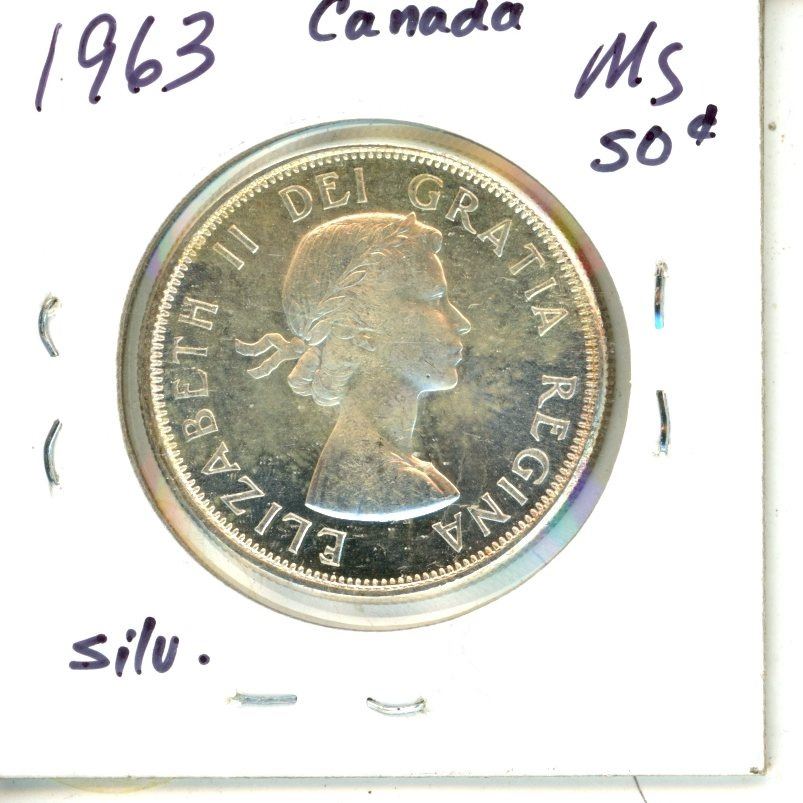 1963
Canada
MS
50¢
ELIZABETH II DEI GRATIA REGINA
silv.